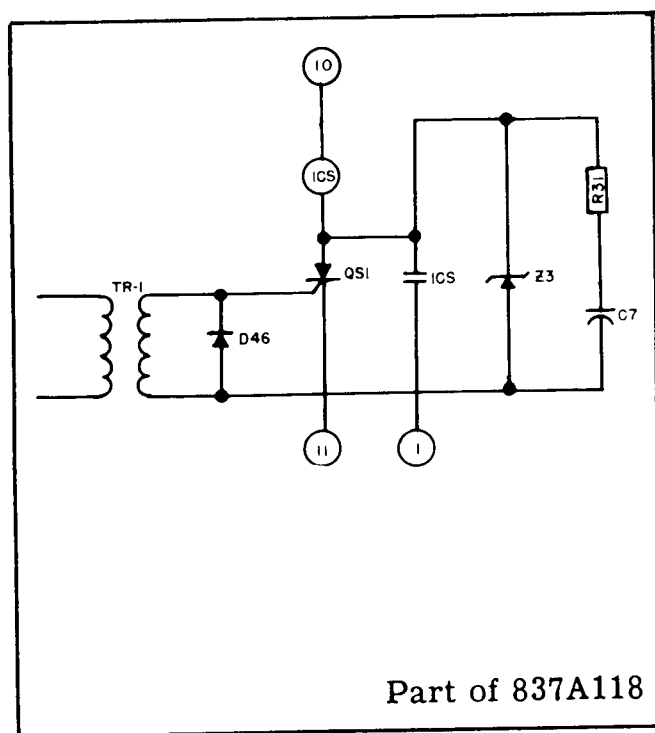 10
ICS
TR-1
QS1
ICS
Z3
R31
D46
C7
11
1
Part of 837A118